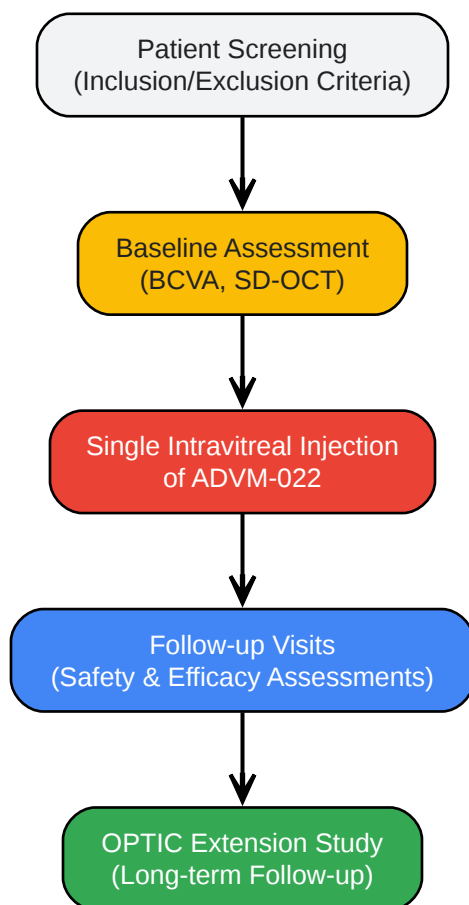 Patient Screening
(Inclusion/Exclusion Criteria)
Baseline Assessment
(BCVA, SD-OCT)
Single Intravitreal Injection
of ADVM-022
Follow-up Visits
(Safety & Efficacy Assessments)
OPTIC Extension Study
(Long-term Follow-up)